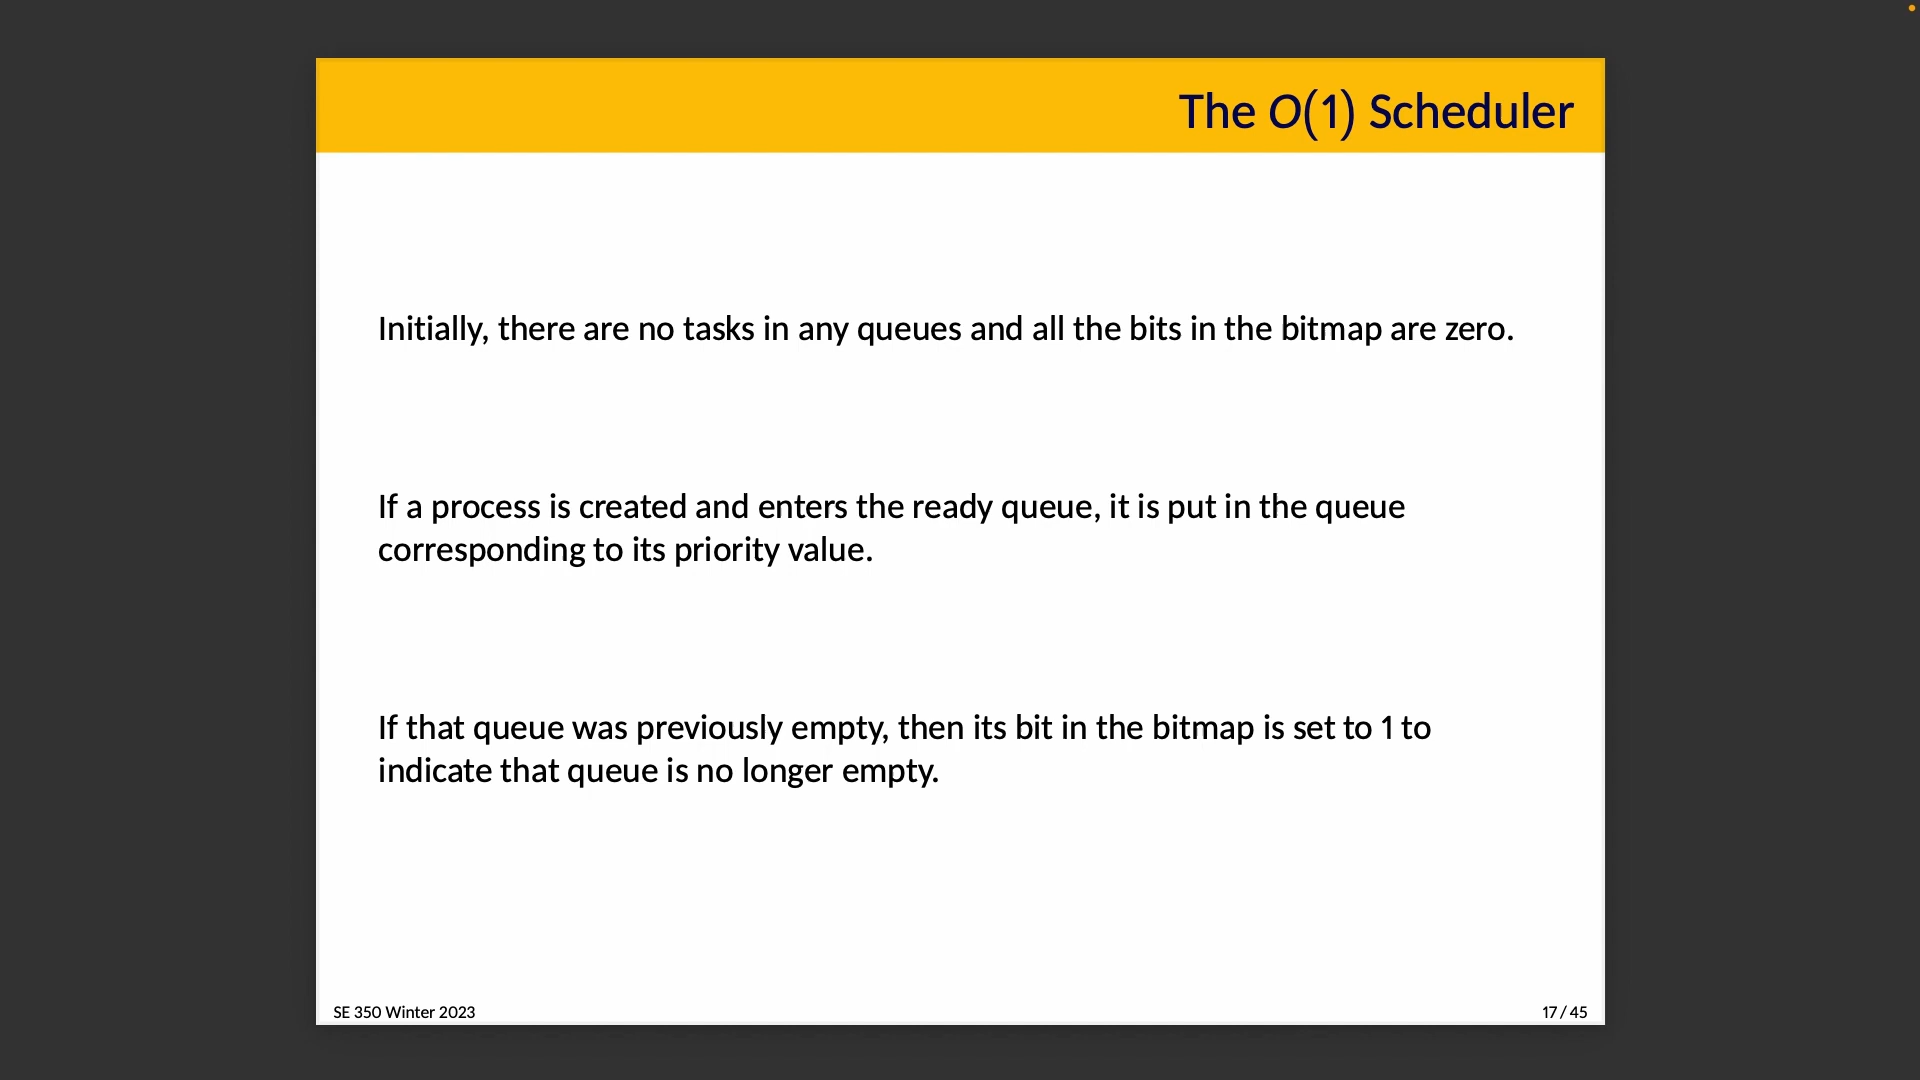 The O(1) Scheduler
Initially, there are no tasks in any queues and all the bits in the bitmap are zero.
If a process is created and enters the ready queue, it is put in the queue
corresponding to its priority value.
If that queue was previously empty, then its bit in the bitmap is set to 1 to
indicate that queue is no longer empty.
SE 350 Winter 2023
17 / 45